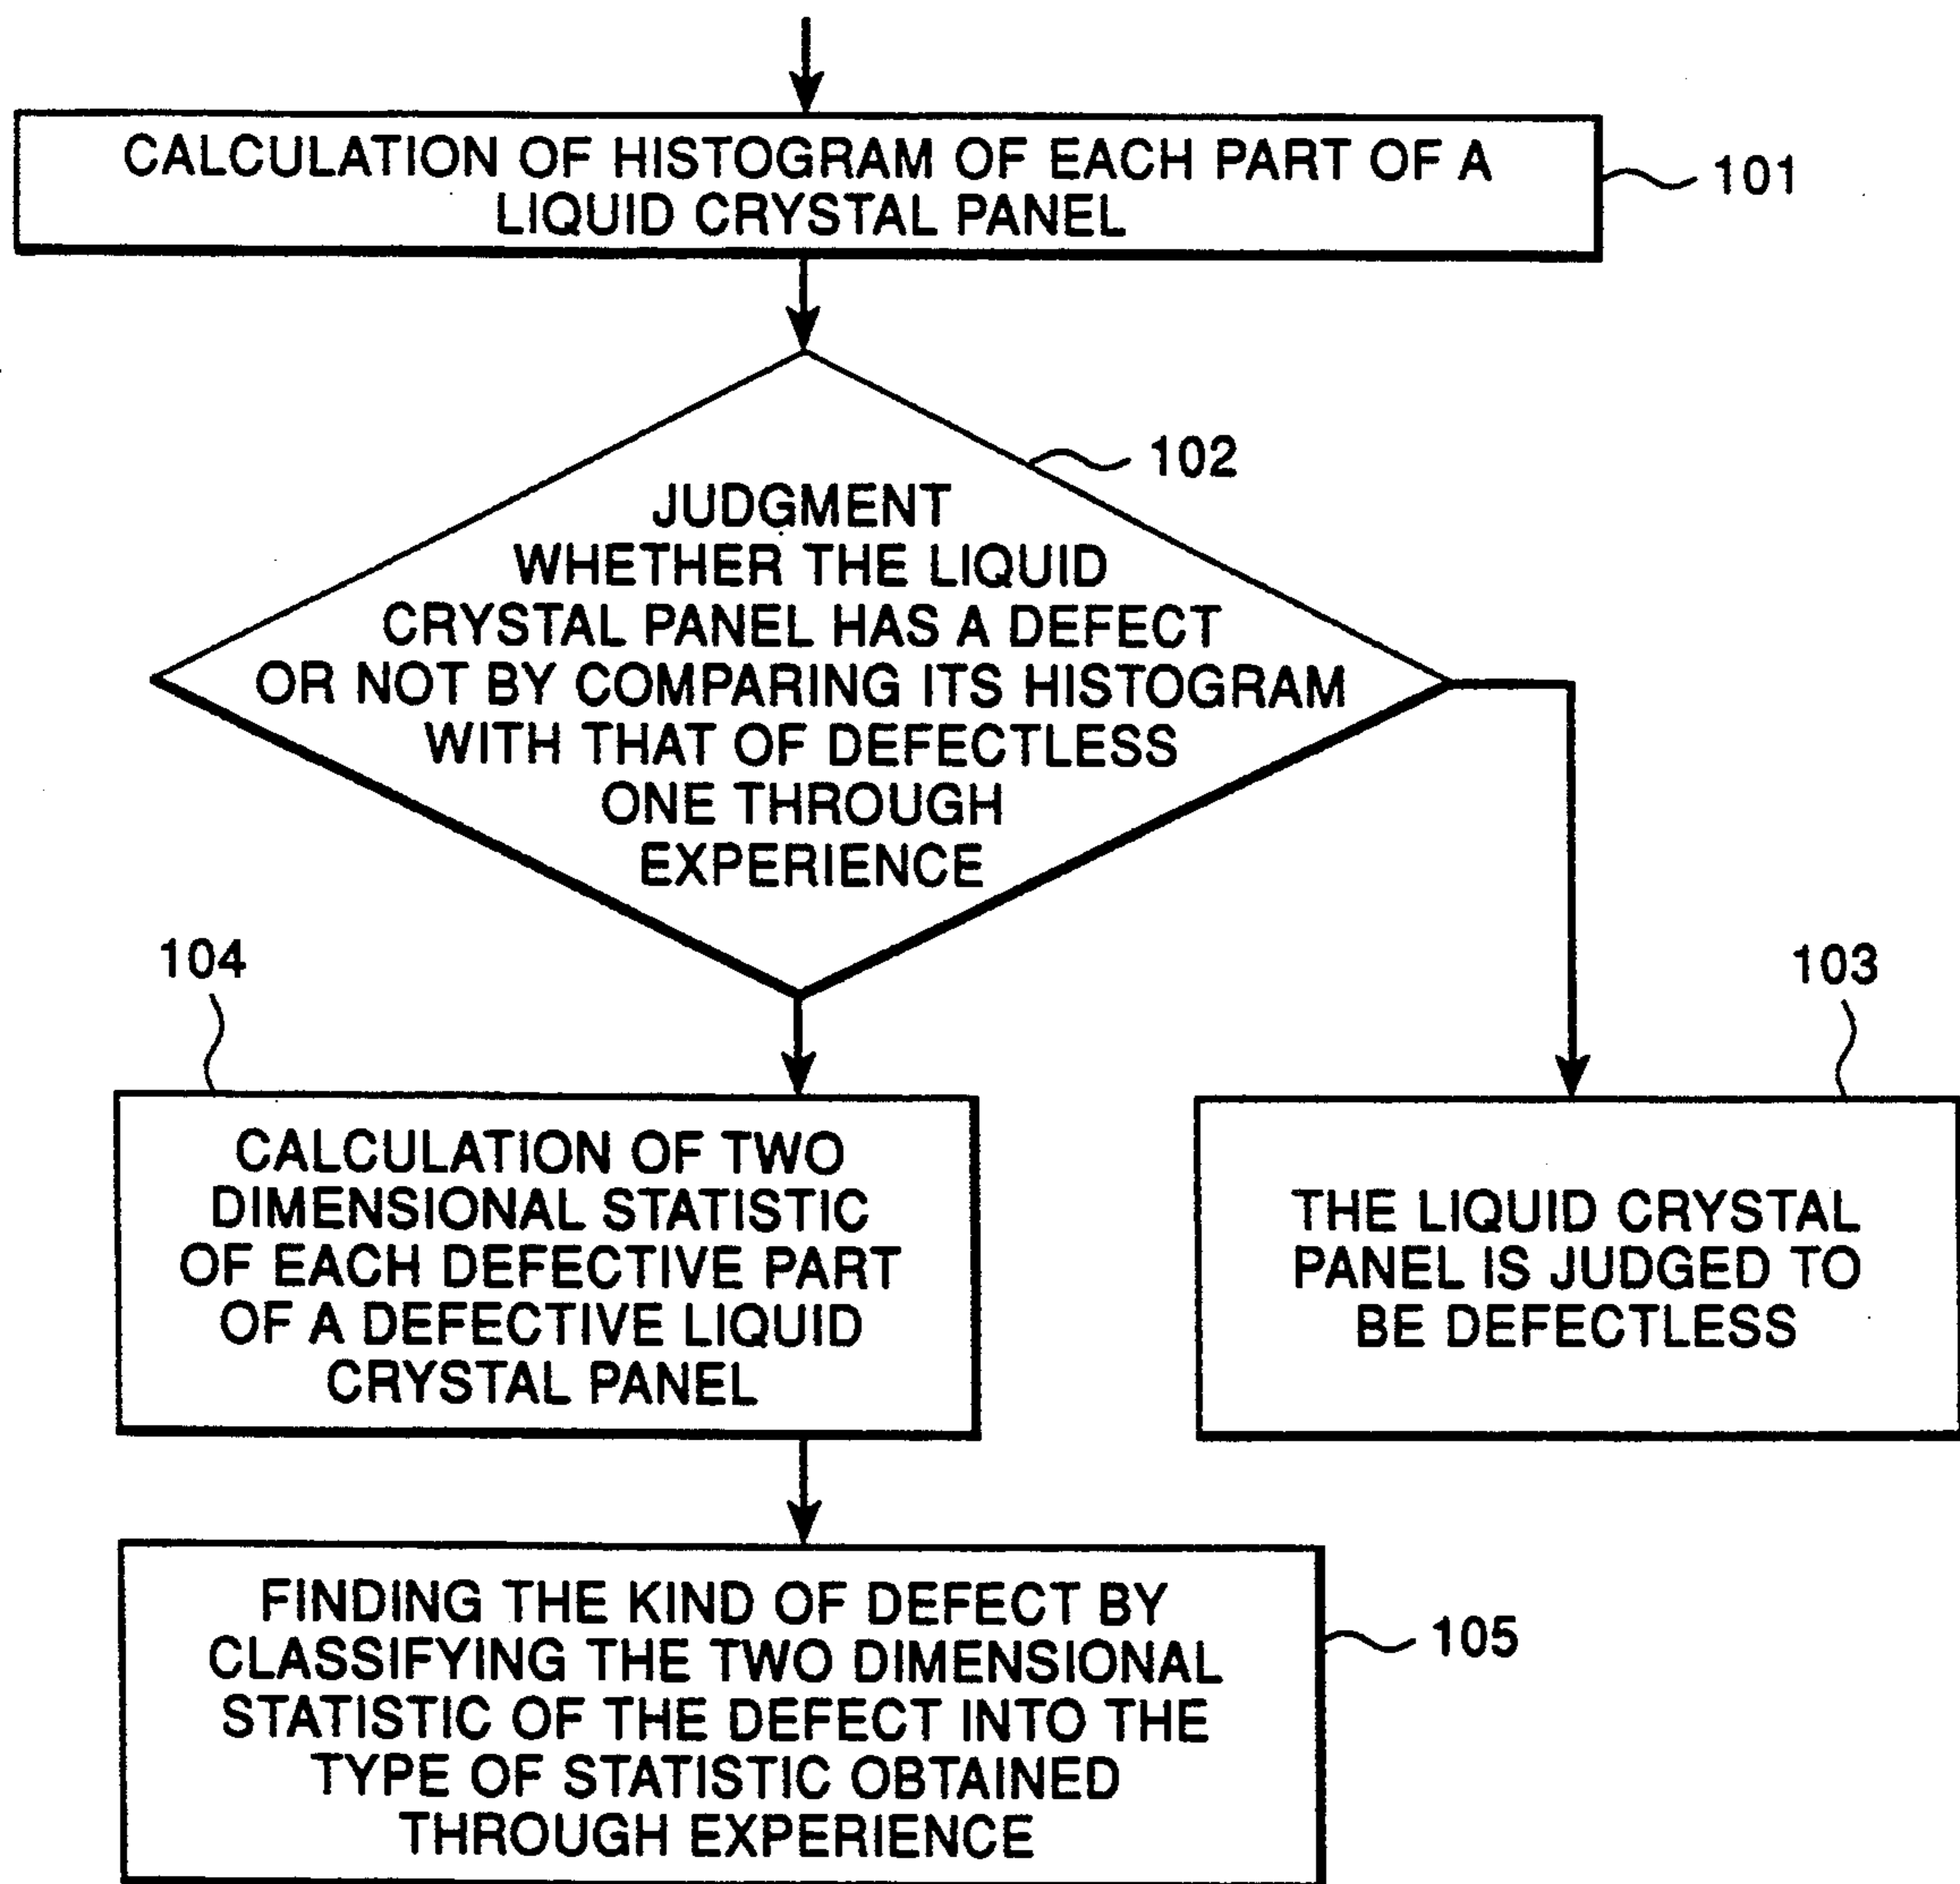 CALCULATION OF HISTOGRAM OF EACH PART OF A
LIQUID CRYSTAL PANEL
101
102
JUDGMENT
WHETHER THE LIQUID
CRYSTAL PANEL HAS A DEFECT
OR NOT BY COMPARING ITS HISTOGRAM
WITH THAT OF DEFECTLESS
ONE THROUGH
EXPERIENCE
104
103
CALCULATION OF TWO
DIMENSIONAL STATISTIC
OF EACH DEFECTIVE PART
OF A DEFECTIVE LIQUID
CRYSTAL PANEL
THE LIQUID CRYSTAL
PANEL IS JUDGED TO
BE DEFECTLESS
FINDING THE KIND OF DEFECT BY
CLASSIFYING THE TWO DIMENSIONAL
STATISTIC OF THE DEFECT INTO THE
TYPE OF STATISTIC OBTAINED
THROUGH EXPERIENCE
105